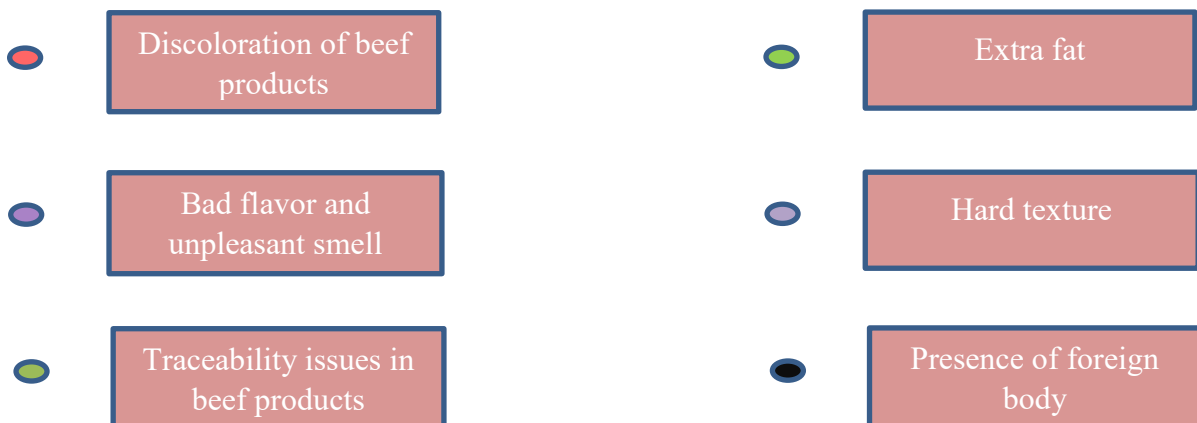 Discoloration of beef
products
Extra fat
Bad flavor and
unpleasant smell
Hard texture
Traceability issues in
beef products
Presence of foreign
body